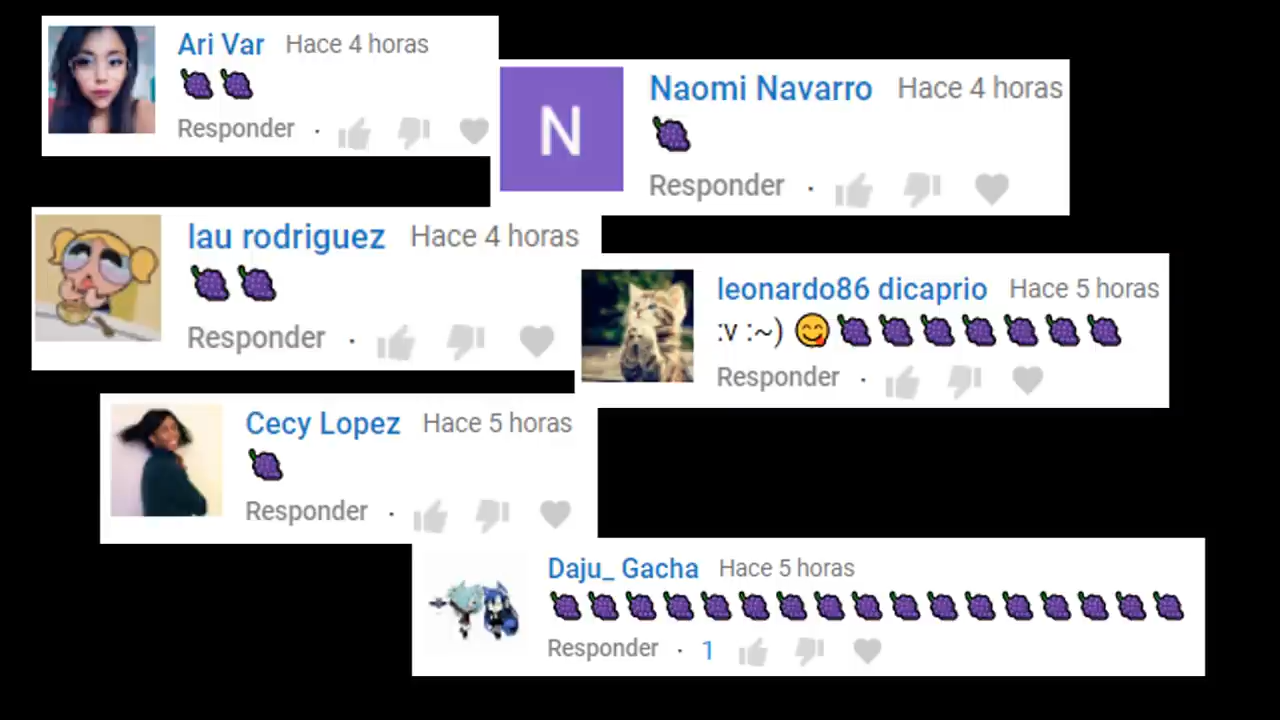 Ari Var Hace 4 horas
🍇🍇
Responder ·
N
Naomi Navarro Hace 4 horas
🍇
Responder ·
lau rodriguez Hace 4 horas
🍇🍇
Responder ·
leonardo86 dicaprio Hace 5 horas
:v :~) 😋🍇🍇🍇🍇🍇🍇🍇
Responder ·
Cecy Lopez Hace 5 horas
🍇
Responder ·
Daju_ Gacha Hace 5 horas
🍇🍇🍇🍇🍇🍇🍇🍇🍇🍇🍇🍇🍇🍇🍇🍇🍇
Responder · 1